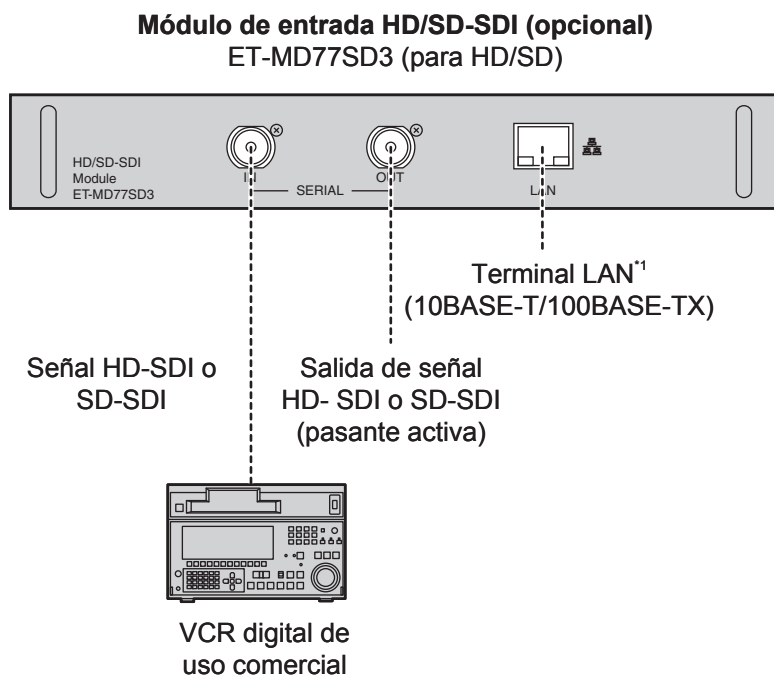 Módulo de entrada HD/SD-SDI (opcional)
ET-MD77SD3 (para HD/SD)
HD/SD-SDI
Module
ET-MD77SD3
IN
SERIAL
OUT
LAN
Terminal LAN*1
(10BASE-T/100BASE-TX)
Señal HD-SDI o
SD-SDI
Salida de señal
HD- SDI o SD-SDI
(pasante activa)
VCR digital de
uso comercial